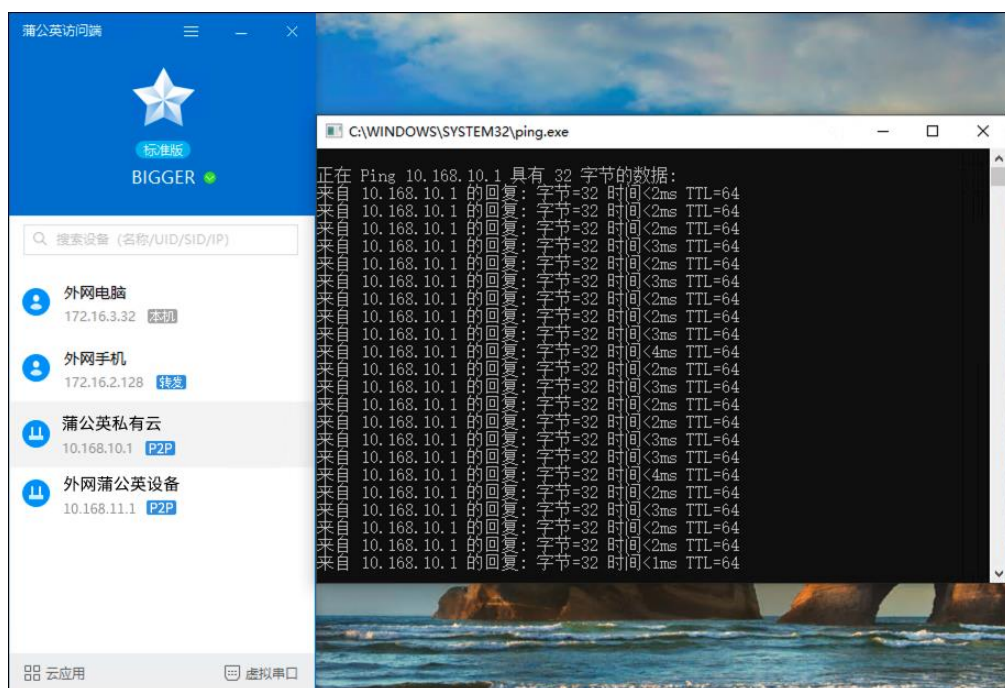 蒲公英访问端
标准版
BIGGER
搜索设备 (名称/UID/SID/IP)
外网电脑
172.16.3.32 本机
外网手机
172.16.2.128 转发
蒲公英私有云
10.168.10.1 P2P
外网蒲公英设备
10.168.11.1 P2P
云应用
虚拟串口
C:\WINDOWS\SYSTEM32\ping.exe
正在 Ping 10.168.10.1 具有 32 字节的数据:
来自 10.168.10.1 的回复: 字节=32 时间<2ms TTL=64
来自 10.168.10.1 的回复: 字节=32 时间<2ms TTL=64
来自 10.168.10.1 的回复: 字节=32 时间<2ms TTL=64
来自 10.168.10.1 的回复: 字节=32 时间<3ms TTL=64
来自 10.168.10.1 的回复: 字节=32 时间<2ms TTL=64
来自 10.168.10.1 的回复: 字节=32 时间<3ms TTL=64
来自 10.168.10.1 的回复: 字节=32 时间<2ms TTL=64
来自 10.168.10.1 的回复: 字节=32 时间<2ms TTL=64
来自 10.168.10.1 的回复: 字节=32 时间<3ms TTL=64
来自 10.168.10.1 的回复: 字节=32 时间<4ms TTL=64
来自 10.168.10.1 的回复: 字节=32 时间<2ms TTL=64
来自 10.168.10.1 的回复: 字节=32 时间<3ms TTL=64
来自 10.168.10.1 的回复: 字节=32 时间<2ms TTL=64
来自 10.168.10.1 的回复: 字节=32 时间<2ms TTL=64
来自 10.168.10.1 的回复: 字节=32 时间<3ms TTL=64
来自 10.168.10.1 的回复: 字节=32 时间<3ms TTL=64
来自 10.168.10.1 的回复: 字节=32 时间<4ms TTL=64
来自 10.168.10.1 的回复: 字节=32 时间<2ms TTL=64
来自 10.168.10.1 的回复: 字节=32 时间<3ms TTL=64
来自 10.168.10.1 的回复: 字节=32 时间<2ms TTL=64
来自 10.168.10.1 的回复: 字节=32 时间<2ms TTL=64
来自 10.168.10.1 的回复: 字节=32 时间<1ms TTL=64